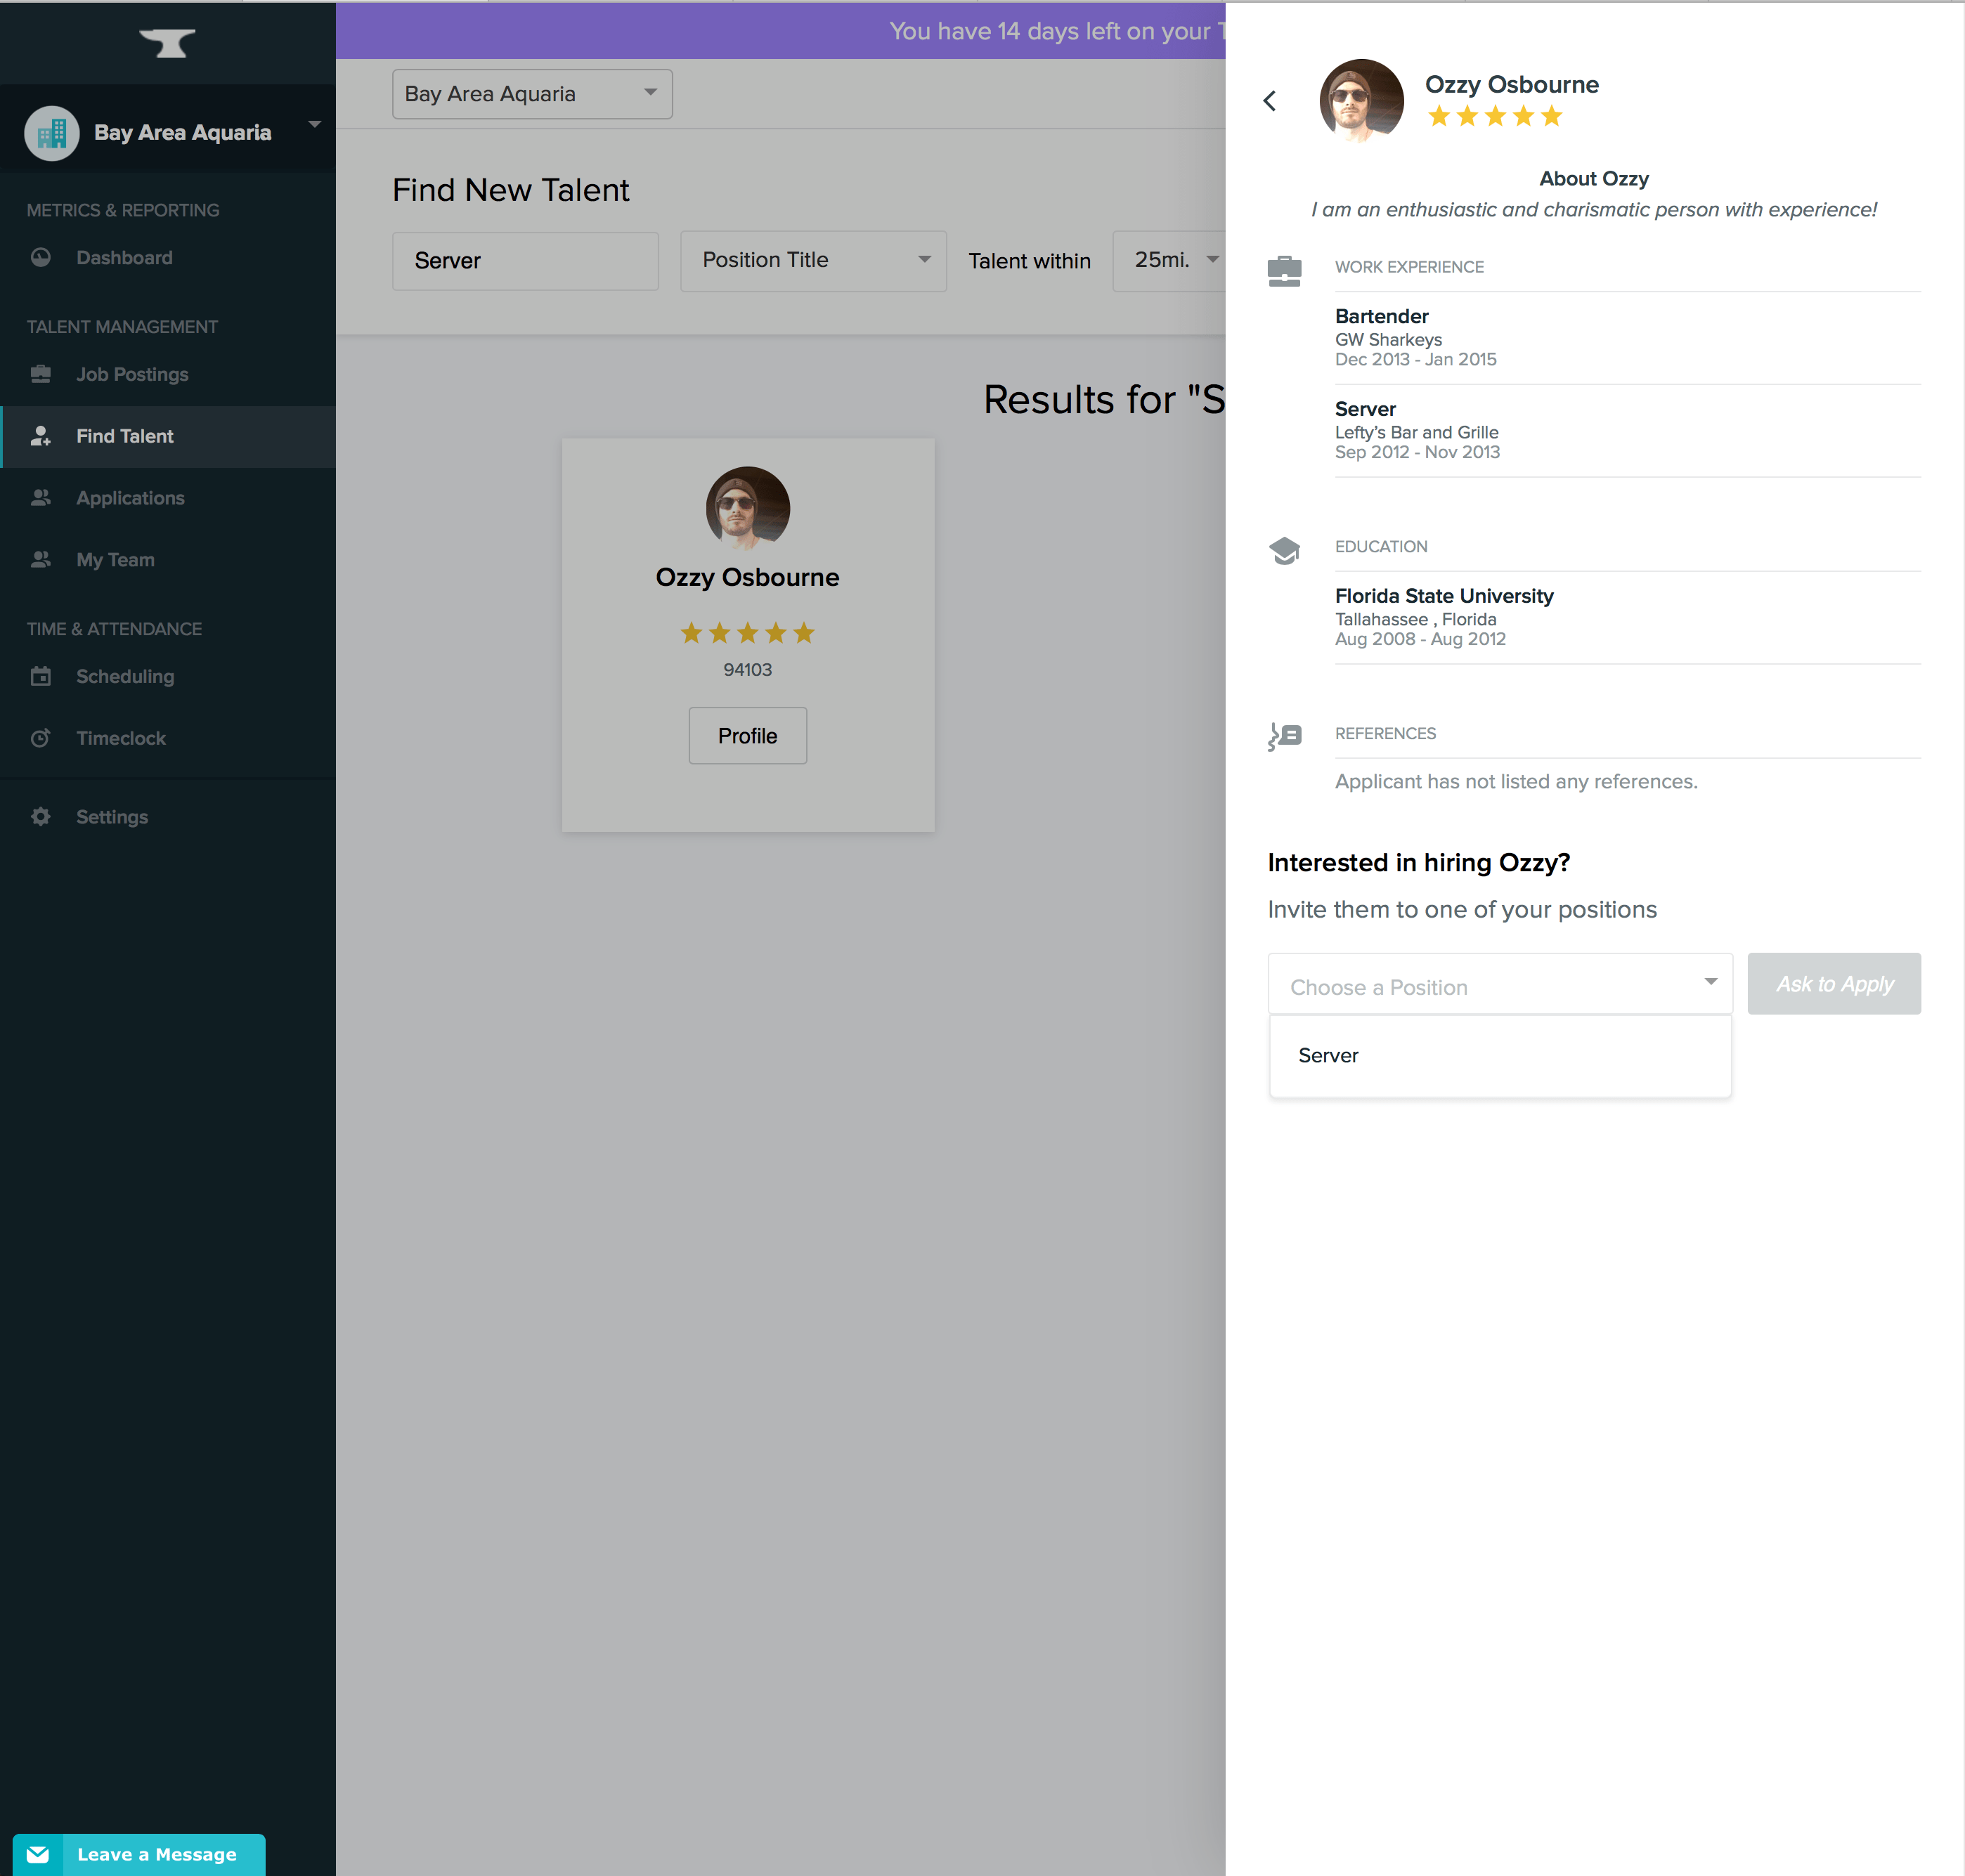 Bay Area Aquaria
METRICS & REPORTING
Dashboard
TALENT MANAGEMENT
Job Postings
Find Talent
Applications
My Team
TIME & ATTENDANCE
Scheduling
Timeclock
Settings
Leave a Message
You have 14 days left on your
Bay Area Aquaria
Find New Talent
Server
Position Title
Talent within
25mi.
Results for "S
Ozzy Osbourne
94103
Profile
Ozzy Osbourne
About Ozzy
I am an enthusiastic and charismatic person with experience!
WORK EXPERIENCE
Bartender
GW Sharkeys
Dec 2013 - Jan 2015
Server
Lefty’s Bar and Grille
Sep 2012 - Nov 2013
EDUCATION
Florida State University
Tallahassee , Florida
Aug 2008 - Aug 2012
REFERENCES
Applicant has not listed any references.
Interested in hiring Ozzy?
Invite them to one of your positions
Choose a Position
Ask to Apply
Server